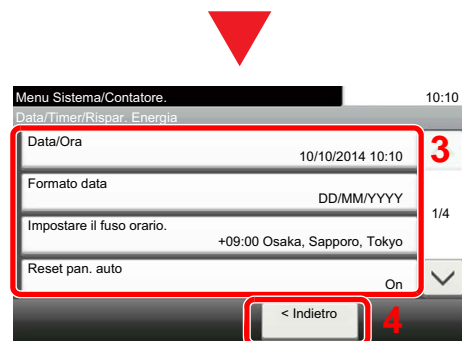 Menu Sistema/Contatore. 10:10
Data/Timer/Rispar. Energia
Data/Ora
10/10/2014 10:10
3
Formato data
DD/MM/YYYY
1/4
Impostare il fuso orario.
+09:00 Osaka, Sapporo, Tokyo
Reset pan. auto
On
< Indietro
4